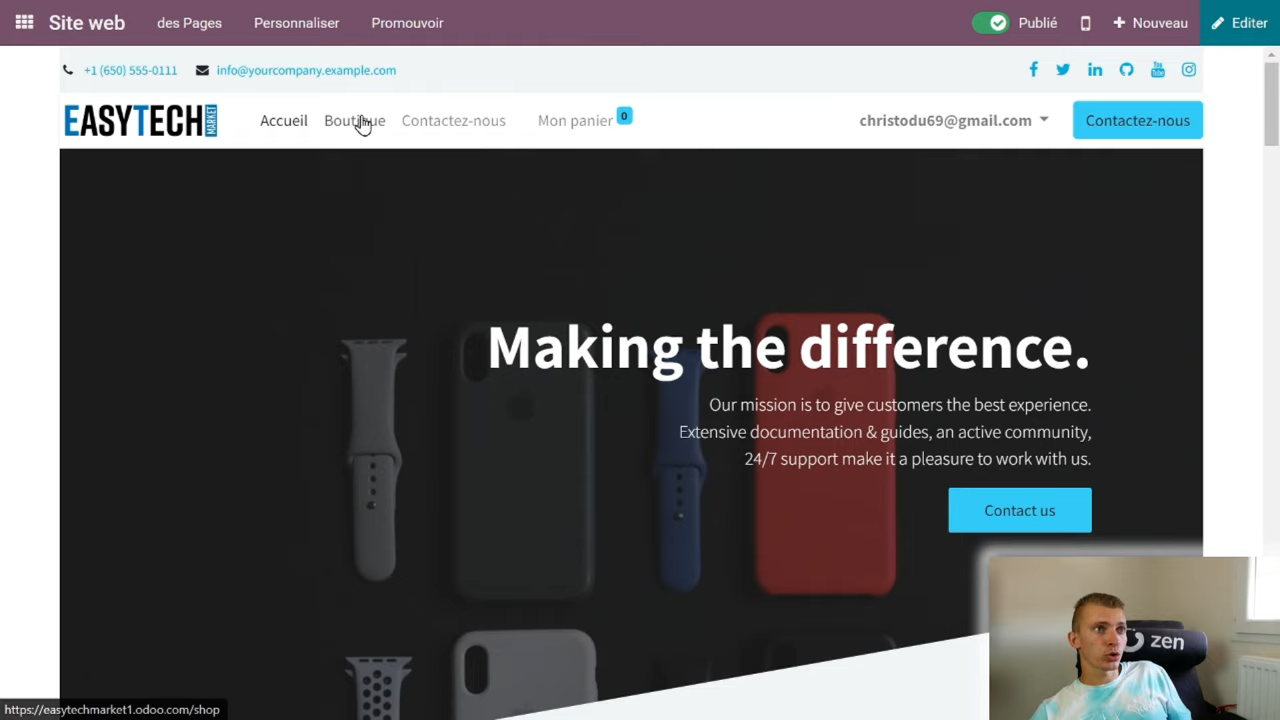 Site web des Pages Personnaliser Promouvoir Publié Nouveau Editer
+1 (650) 555-0111 info@yourcompany.example.com
EASYTECH MARKET Accueil Boutique Contactez-nous Mon panier 0 christodu69@gmail.com Contactez-nous
Making the difference.
Our mission is to give customers the best experience.
Extensive documentation & guides, an active community,
24/7 support make it a pleasure to work with us.
Contact us
zen
https://easytechmarket1.odoo.com/shop